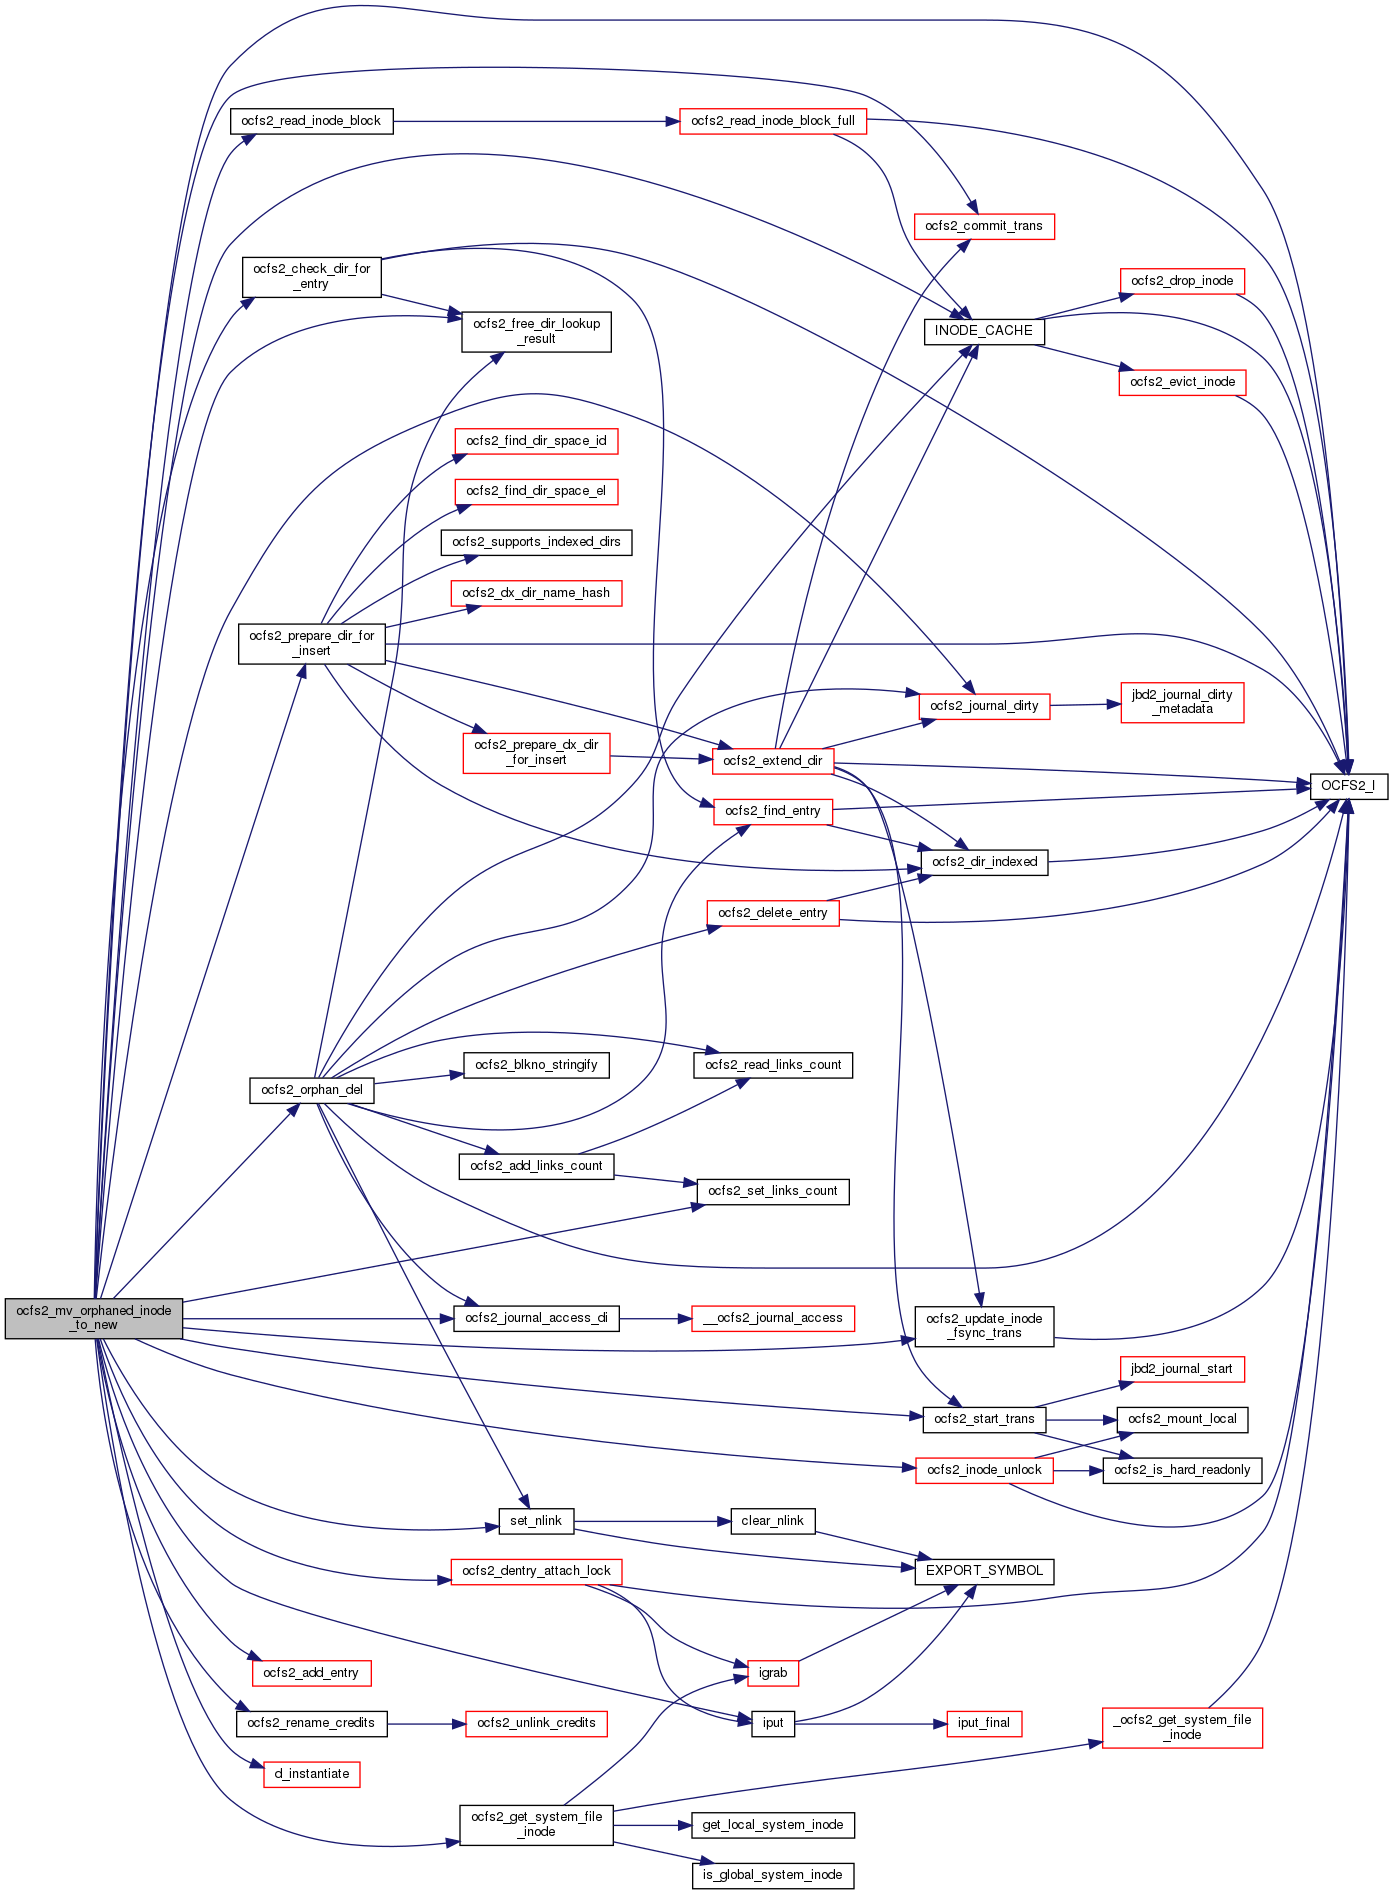 ocfs2_read_inode_block
ocfs2_read_inode_block_full
ocfs2_commit_trans
ocfs2_check_dir_for
_entry
ocfs2_drop_inode
ocfs2_free_dir_lookup
_result
INODE_CACHE
ocfs2_evict_inode
ocfs2_find_dir_space_id
ocfs2_find_dir_space_el
ocfs2_supports_indexed_dirs
ocfs2_dx_dir_name_hash
ocfs2_prepare_dir_for
_insert
ocfs2_journal_dirty
jbd2_journal_dirty
_metadata
ocfs2_prepare_dx_dir
_for_insert
ocfs2_extend_dir
OCFS2_I
ocfs2_find_entry
ocfs2_dir_indexed
ocfs2_delete_entry
ocfs2_blkno_stringify
ocfs2_read_links_count
ocfs2_orphan_del
ocfs2_add_links_count
ocfs2_set_links_count
ocfs2_mv_orphaned_inode
_to_new
ocfs2_journal_access_di
__ocfs2_journal_access
ocfs2_update_inode
_fsync_trans
jbd2_journal_start
ocfs2_start_trans
ocfs2_mount_local
ocfs2_inode_unlock
ocfs2_is_hard_readonly
set_nlink
clear_nlink
ocfs2_dentry_attach_lock
EXPORT_SYMBOL
ocfs2_add_entry
igrab
ocfs2_rename_credits
ocfs2_unlink_credits
iput
iput_final
_ocfs2_get_system_file
_inode
d_instantiate
ocfs2_get_system_file
_inode
get_local_system_inode
is_global_system_inode